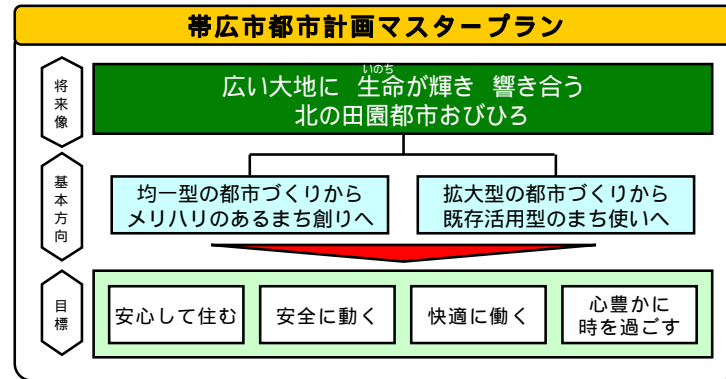 帯広市都市計画マスタープラン
将来像
いのち
広い大地に 生命が輝き 響き合う
北の田園都市おびひろ
基本方向
均一型の都市づくりから
メリハリのあるまち創りへ
拡大型の都市づくりから
既存活用型のまち使いへ
目標
安心して住む
安全に動く
快適に働く
心豊かに
時を過ごす